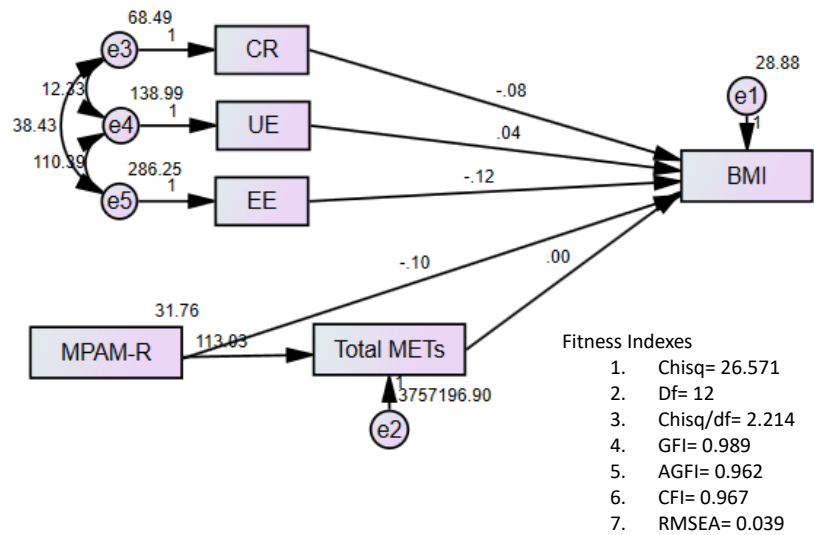 68.49
e3
1
CR
12.33
138.99
e4
1
UE
38.43
110.39
286.25
e5
1
EE
-.08
.04
-.12
28.88
e1
1
BMI
-.10
.00
31.76
MPAM-R
113.03
Total METs
1
3757196.90
e2
Fitness Indexes
1. Chisq= 26.571
2. Df= 12
3. Chisq/df= 2.214
4. GFI= 0.989
5. AGFI= 0.962
6. CFI= 0.967
7. RMSEA= 0.039